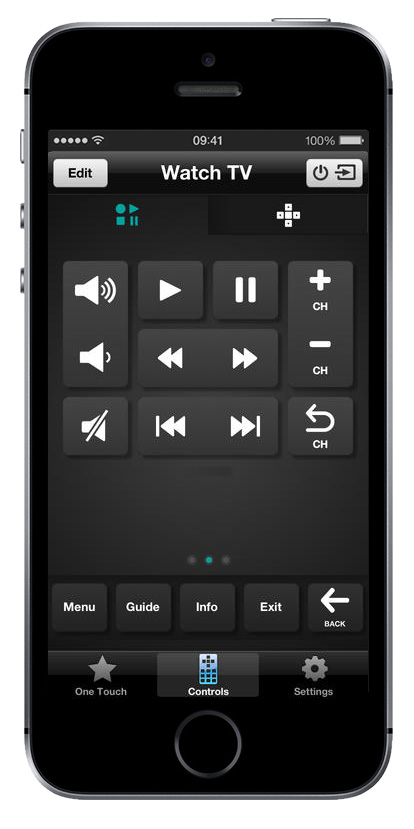 09:41
100%
Edit
Watch TV
CH
CH
CH
Menu
Guide
Info
Exit
BACK
One Touch
Controls
Settings